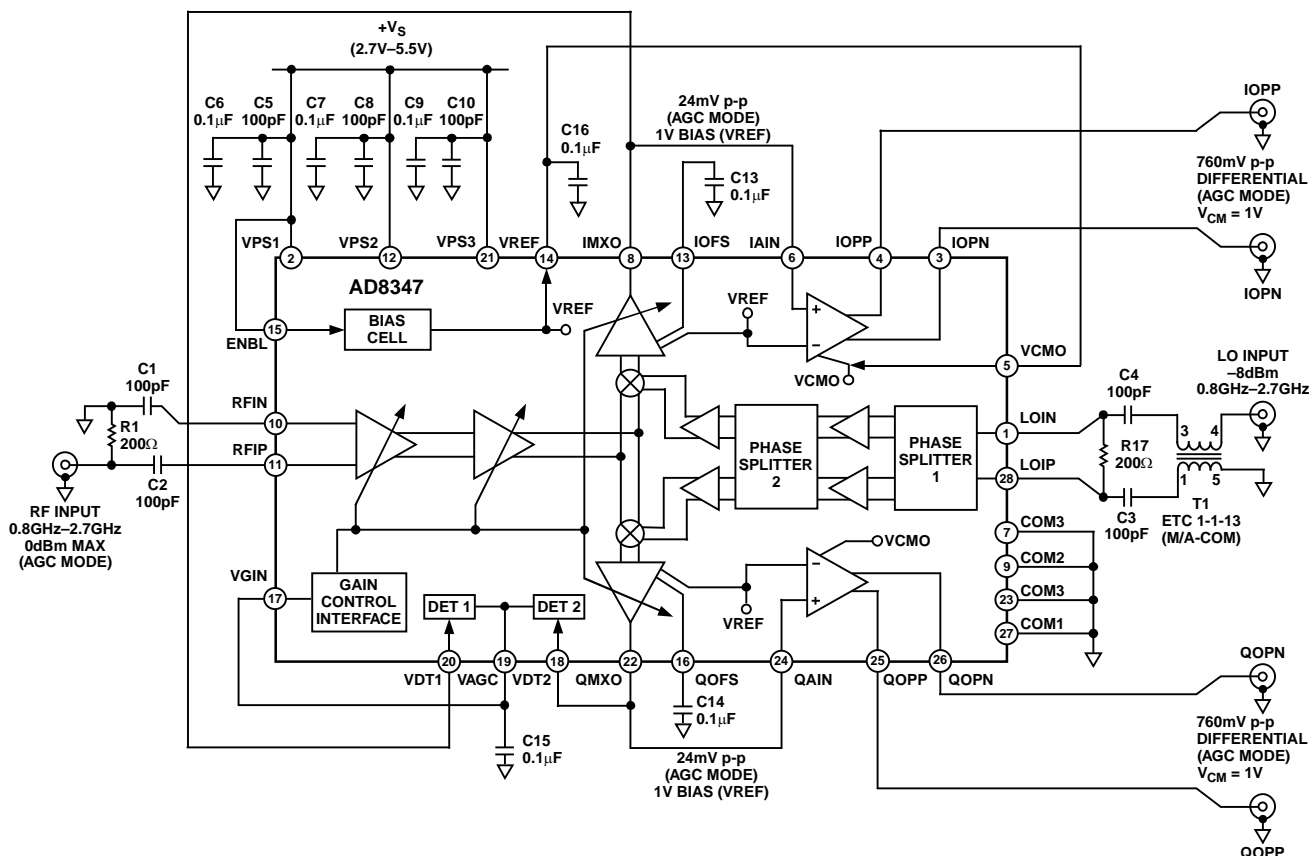 +VS
(2.7V–5.5V)
C6
0.1μF
C5
100pF
C7
0.1μF
C8
100pF
C9
0.1μF
C10
100pF
C16
0.1μF
24mV p-p
(AGC MODE)
1V BIAS (VREF)
C13
0.1μF
IOPP
760mV p-p
DIFFERENTIAL
(AGC MODE)
VCM = 1V
IOPN
VPS1
VPS2
VPS3
VREF
IMXO
IOFS
IAIN
IOPP
IOPN
2
12
21
14
8
13
6
4
3
AD8347
BIAS
CELL
VREF
VREF
+
–
15
ENBL
VCMO
5
VCMO
LO INPUT
–8dBm
0.8GHz–2.7GHz
C1
100pF
R1
200Ω
C2
100pF
RFIN
10
RFIP
11
RF INPUT
0.8GHz–2.7GHz
0dBm MAX
(AGC MODE)
PHASE
SPLITTER
2
PHASE
SPLITTER
1
1
LOIN
28
LOIP
C4
100pF
R17
200Ω
C3
100pF
3
4
1
5
T1
ETC 1-1-13
(M/A-COM)
7
COM3
9
COM2
23
COM3
27
COM1
VGIN
17
GAIN
CONTROL
INTERFACE
DET 1
DET 2
VCMO
–
+
VREF
20
19
18
22
16
24
25
26
VDT1
VAGC
VDT2
QMXO
QOFS
QAIN
QOPP
QOPN
C14
0.1μF
C15
0.1μF
24mV p-p
(AGC MODE)
1V BIAS (VREF)
QOPN
760mV p-p
DIFFERENTIAL
(AGC MODE)
VCM = 1V
QOPP